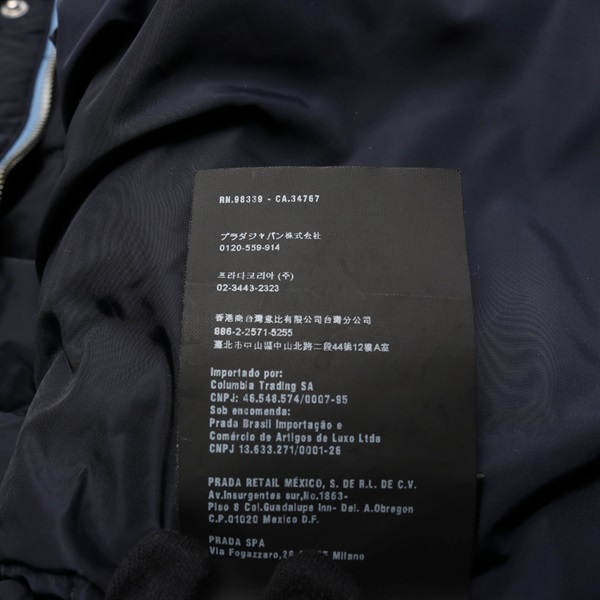 RN.98339 - CA.34767
プラダジャパン株式会社
0120-559-914
프라다코리아 (주)
02-3443-2323
香港商台灣意比有限公司台灣分公司
886-2-2571-5255
臺北市中山區中山北路二段44號12樓A室
Importado por:
Columbia Trading SA
CNPJ: 46.548.574/0007-95
Sob encomenda:
Prada Brasil Importação e
Comércio de Artigos de Luxo Ltda
CNPJ 13.633.271/0001-26
PRADA RETAIL MÉXICO, S. DE R.L. DE C.V.
Av.Insurgentes sur,No.1863-
Piso 8 Col.Guadalupe Inn- Del. A.Obregon
C.P.01020 Mexico D.F.
PRADA SPA
Via Fogazzaro, Milano